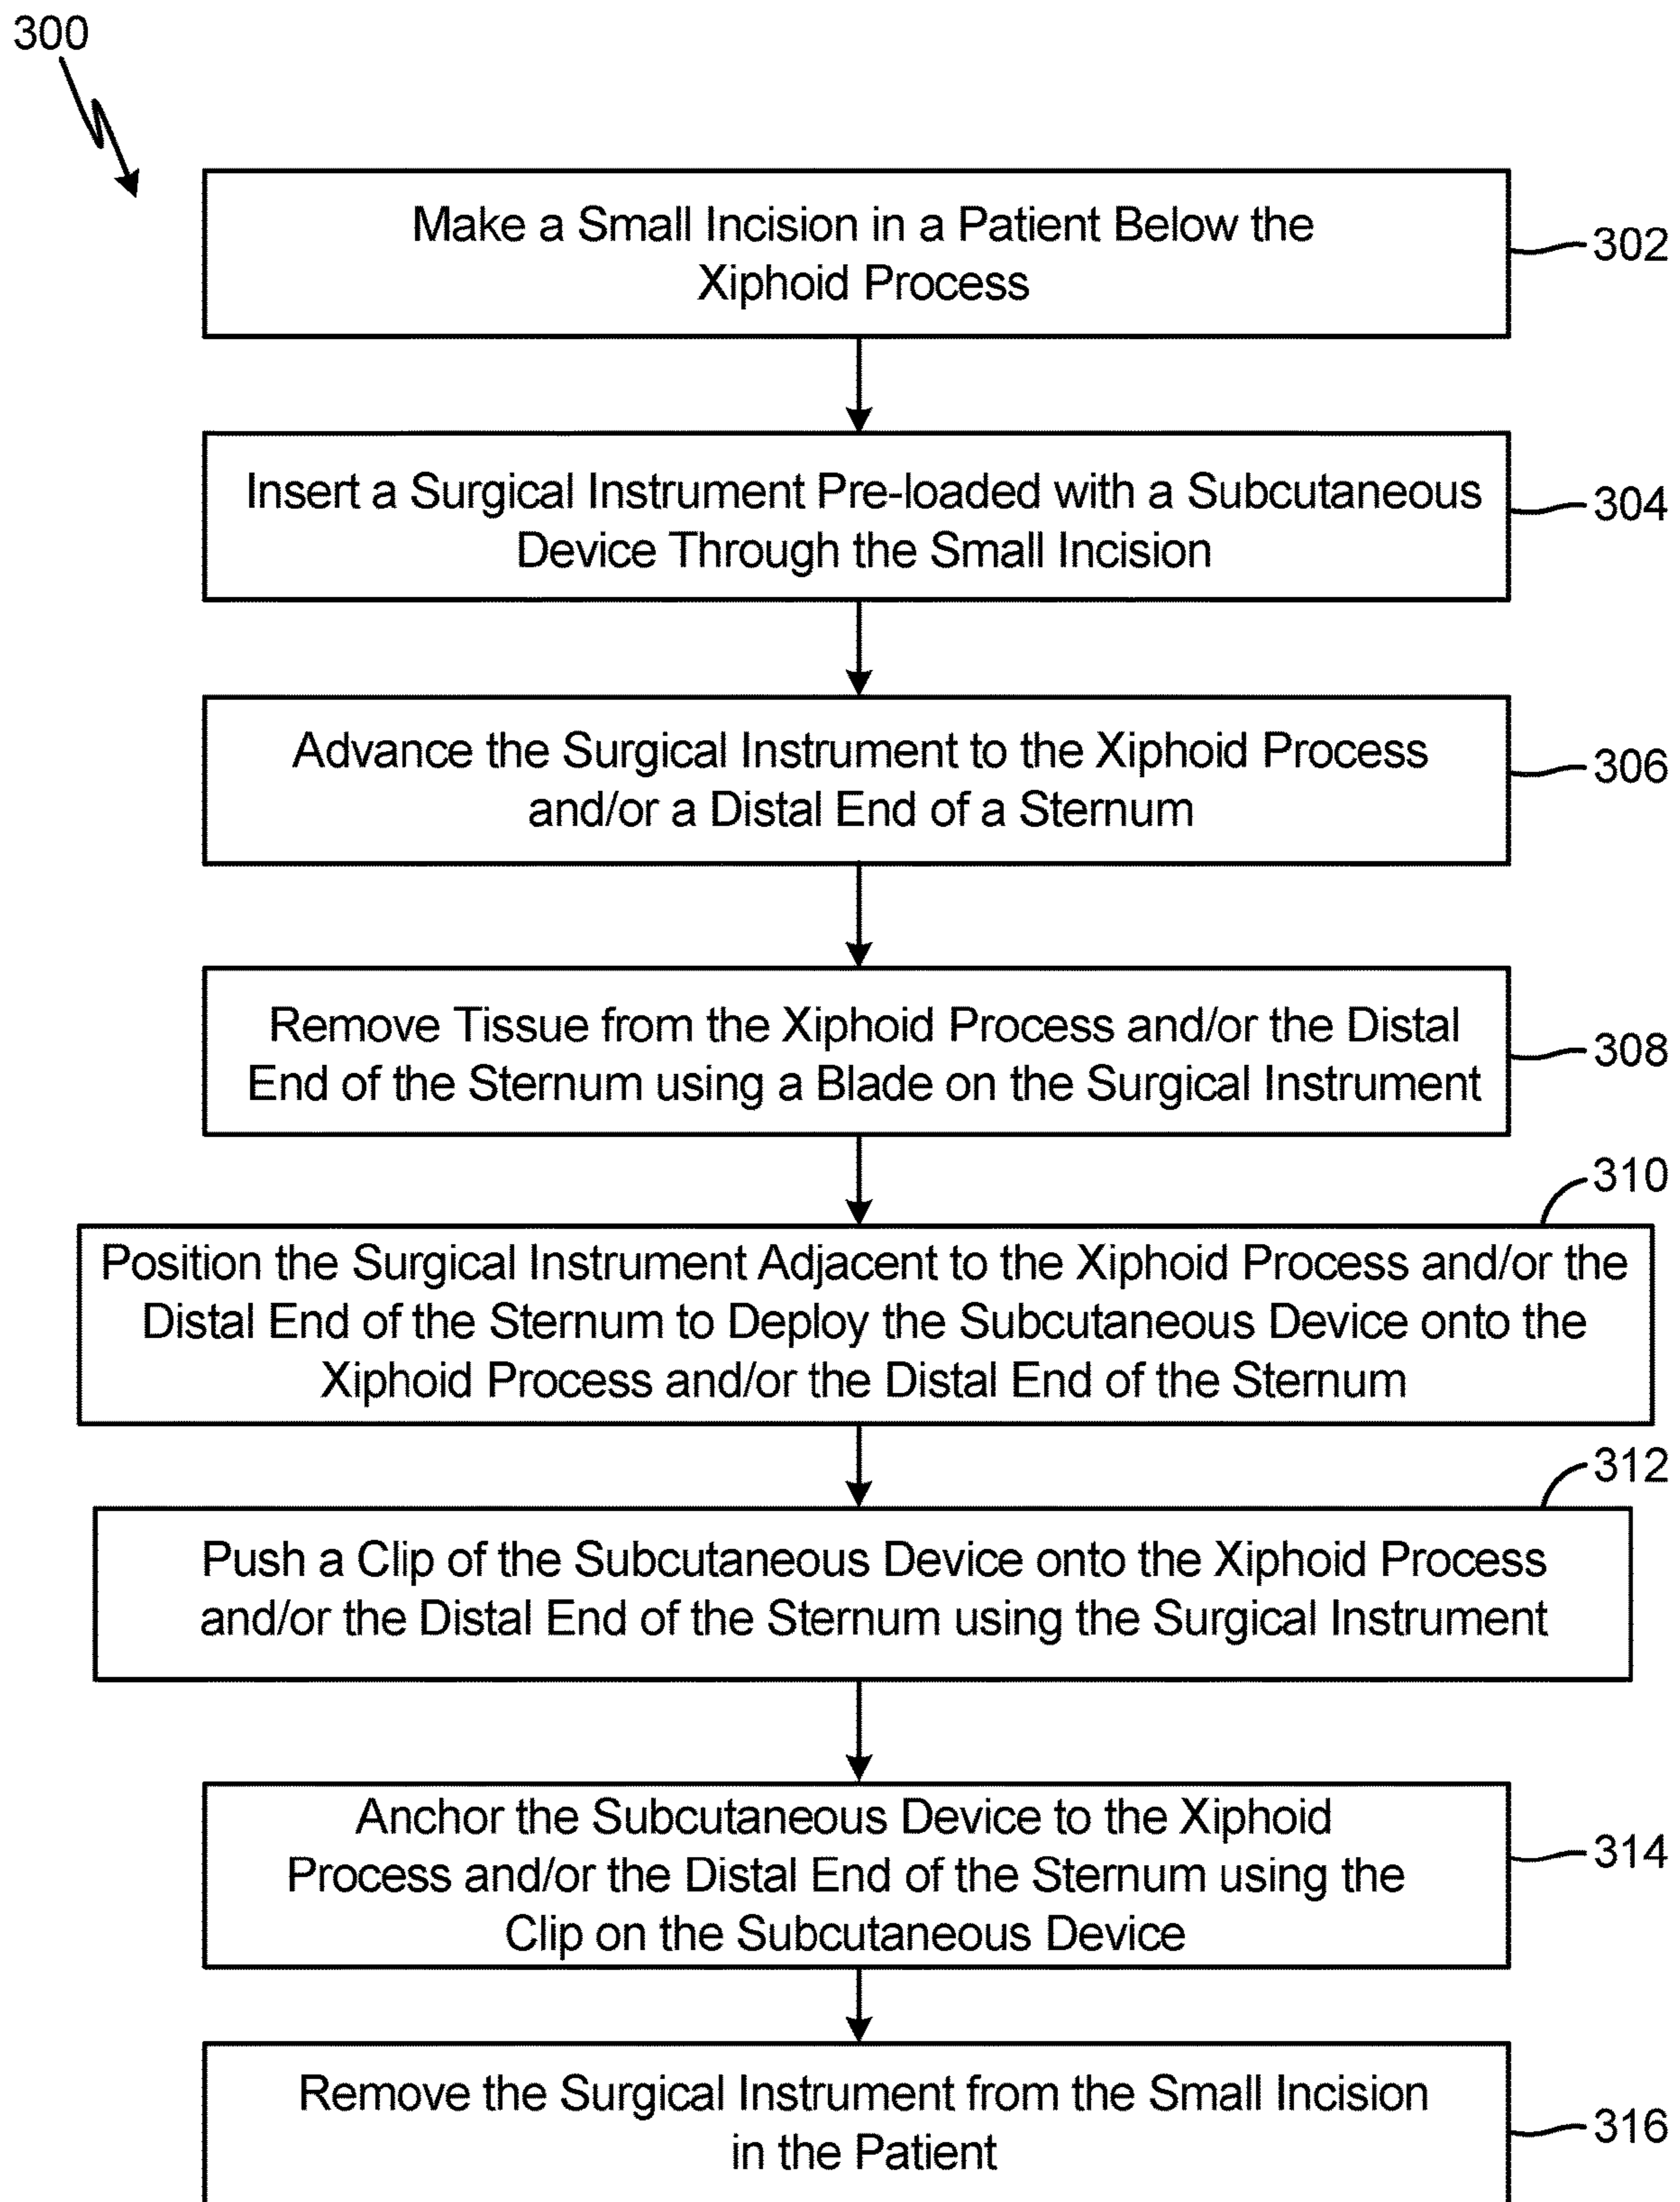 300
Make a Small Incision in a Patient Below the
Xiphoid Process
302
Insert a Surgical Instrument Pre-loaded with a Subcutaneous
Device Through the Small Incision
304
Advance the Surgical Instrument to the Xiphoid Process
and/or a Distal End of a Sternum
306
Remove Tissue from the Xiphoid Process and/or the Distal
End of the Sternum using a Blade on the Surgical Instrument
308
310
Position the Surgical Instrument Adjacent to the Xiphoid Process and/or the
Distal End of the Sternum to Deploy the Subcutaneous Device onto the
Xiphoid Process and/or the Distal End of the Sternum
312
Push a Clip of the Subcutaneous Device onto the Xiphoid Process
and/or the Distal End of the Sternum using the Surgical Instrument
Anchor the Subcutaneous Device to the Xiphoid
Process and/or the Distal End of the Sternum using the
Clip on the Subcutaneous Device
314
Remove the Surgical Instrument from the Small Incision
in the Patient
316